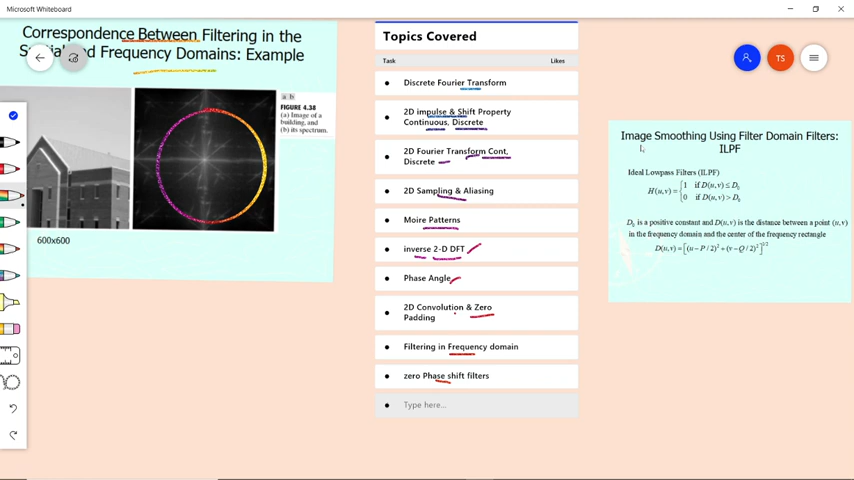 Microsoft Whiteboard
Correspondence Between Filtering in the
and Frequency Domains: Example
a b
FIGURE 4.38
(a) Image of a
building, and
(b) its spectrum.
600x600
Topics Covered
Task Likes
Discrete Fourier Transform
2D impulse & Shift Property
Continuous, Discrete
2D Fourier Transform Cont,
Discrete
2D Sampling & Aliasing
Moire Patterns
inverse 2-D DFT
Phase Angle
2D Convolution & Zero
Padding
Filtering in Frequency domain
zero Phase shift filters
Type here...
TS
Image Smoothing Using Filter Domain Filters:
ILPF
Ideal Lowpass Filters (ILPF)
H(u,v) = { 1 if D(u,v) ≤ D₀
0 if D(u,v) > D₀
D₀ is a positive constant and D(u,v) is the distance between a point (u,v)
in the frequency domain and the center of the frequency rectangle
D(u,v) = [(u-P/2)² + (v-Q/2)²]^1/2